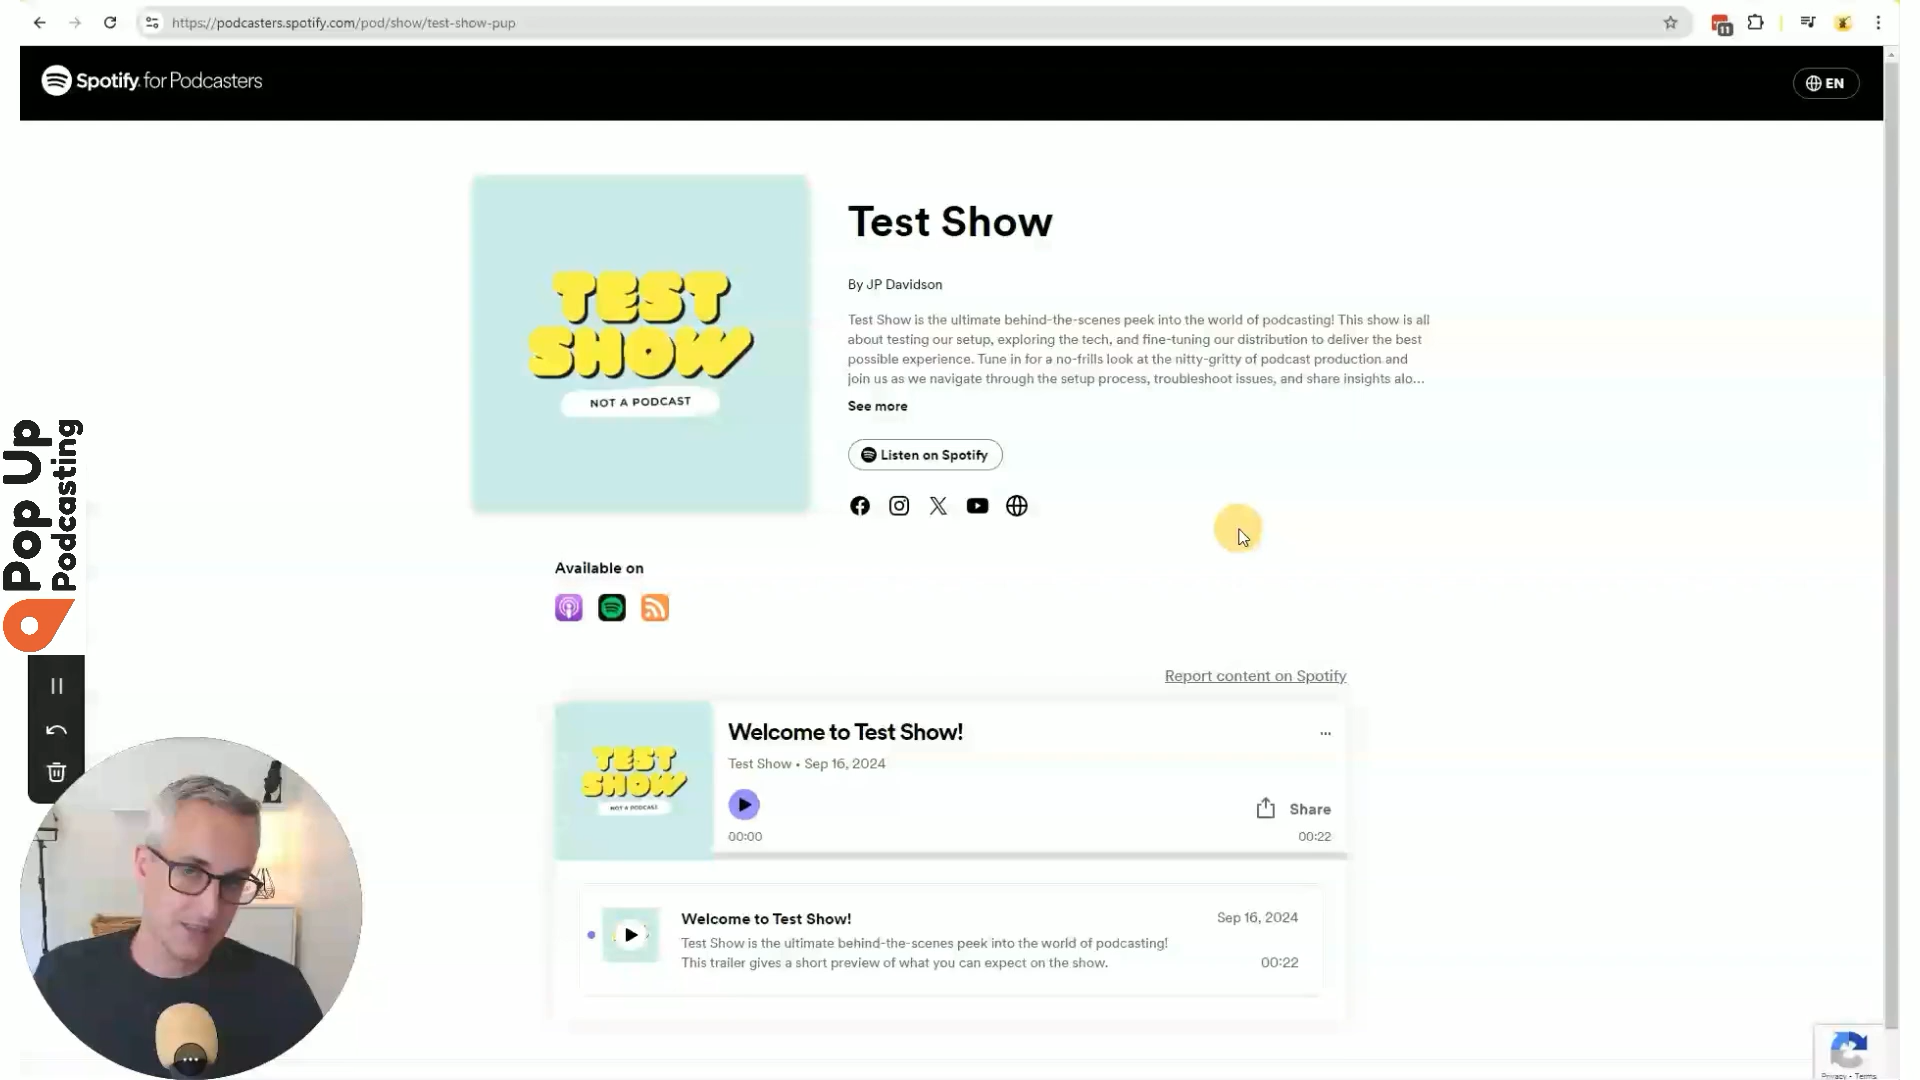 https://podcasters.spotify.com/pod/show/test-show-pup
11
Spotify for Podcasters
EN
TEST
SHOW
NOT A PODCAST
Test Show
By JP Davidson
Test Show is the ultimate behind-the-scenes peek into the world of podcasting! This show is all
about testing our setup, exploring the tech, and fine-tuning our distribution to deliver the best
possible experience. Tune in for a no-frills look at the nitty-gritty of podcast production and
join us as we navigate through the setup process, troubleshoot issues, and share insights alo...
See more
Listen on Spotify
Available on
Pop Up
Podcasting
Report content on Spotify
TEST
SHOW
NOT A PODCAST
Welcome to Test Show!
Test Show • Sep 16, 2024
Share
00:00
00:22
Welcome to Test Show!
Sep 16, 2024
Test Show is the ultimate behind-the-scenes peek into the world of podcasting!
This trailer gives a short preview of what you can expect on the show.
00:22
Privacy - Terms